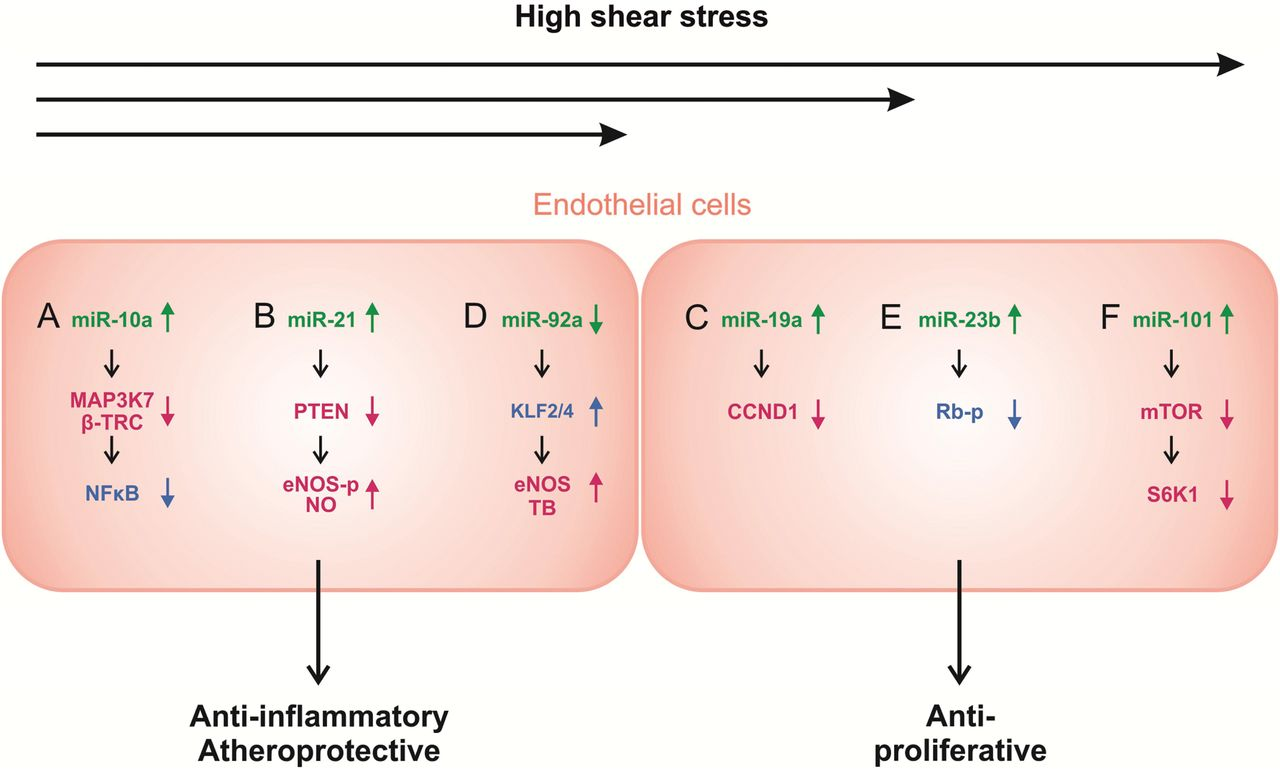 High shear stress
Endothelial cells
A miR-10a
MAP3K7
β-TRC
NFκB
B miR-21
PTEN
eNOS-p
NO
D miR-92a
KLF2/4
eNOS
TB
C miR-19a
CCND1
E miR-23b
Rb-p
F miR-101
mTOR
S6K1
Anti-inflammatory
Atheroprotective
Anti-
proliferative